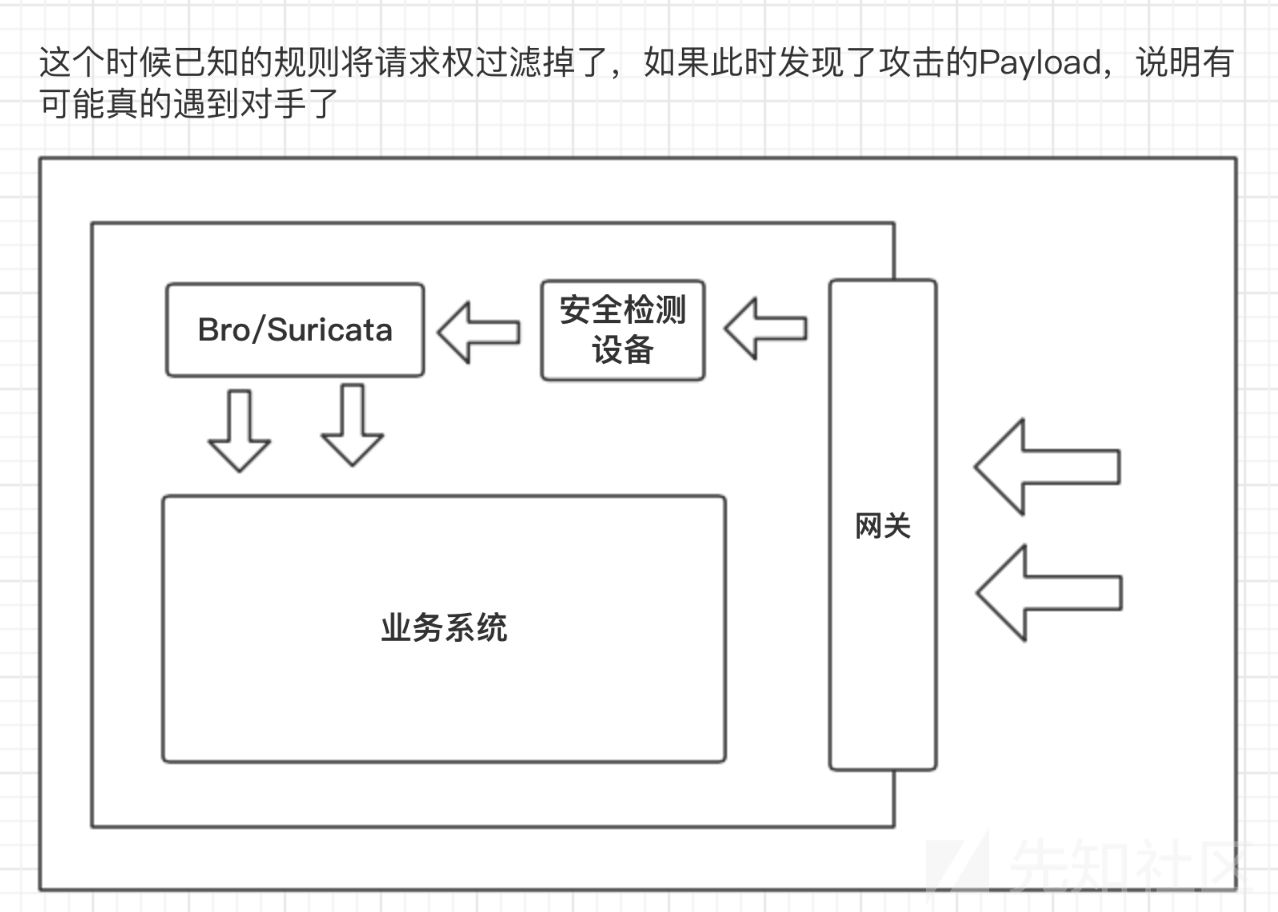 这个时候已知的规则将请求权过滤掉了，如果此时发现了攻击的Payload，说明有
可能真的遇到对手了
Bro/Suricata
安全检测
设备
网关
业务系统
先知社区